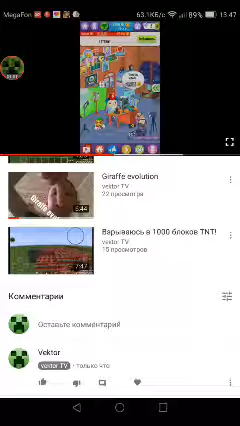 MegaFon
63.1КБ/с
89%
13:47
Giraffe evolution
vektor TV
22 просмотра
5:44
Взрываюсь в 1000 блоков TNT!
vektor TV
15 просмотров
7:47
Комментарии
Оставьте комментарий
Vektor
vektor TV • только что